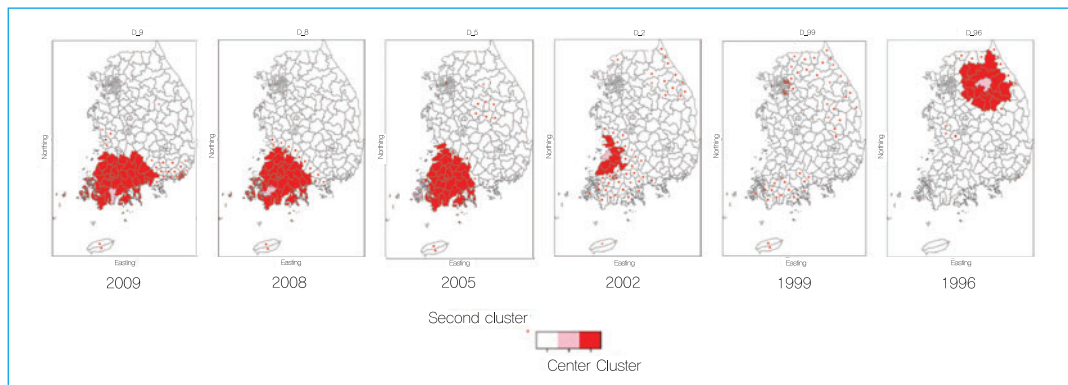 D_9 D_8 D_5 D_2 D_99 D_96
Northing Northing Northing Northing Northing Northing
Easting Easting Easting Easting Easting Easting
2009 2008 2005 2002 1999 1996
Second cluster
Center Cluster